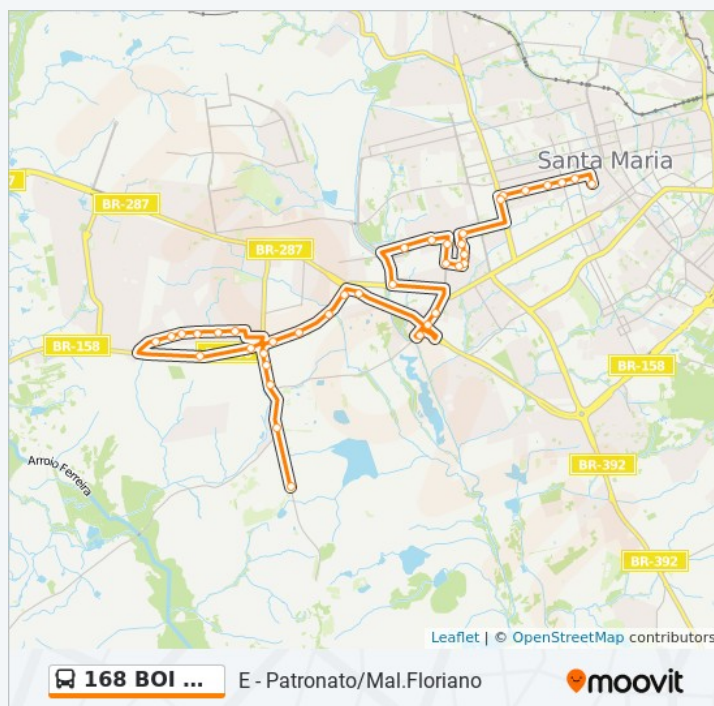 Santa Maria
7
BR-287
BR-287
BR-158
BR-158
BR-392
BR-392
Arroio Ferreira
Leaflet | © OpenStreetMap contributors
168 BOI ...
E - Patronato/Mal.Floriano
moovit